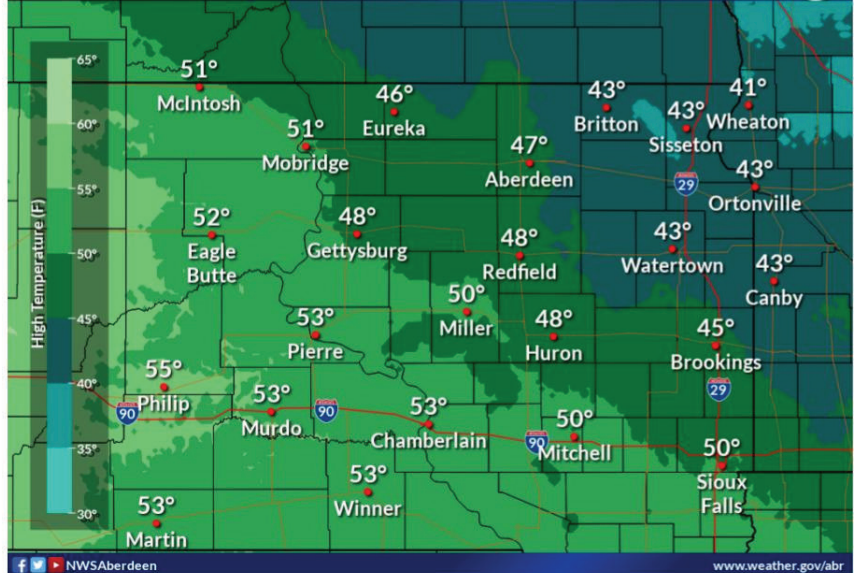 65°
60°
55°
50°
45°
40°
35°
30°
High Temperature (F)
51°
McIntosh
46°
Eureka
43°
Britton
43°
Sisseton
41°
Wheaton
51°
Mobridge
47°
Aberdeen
29
43°
Ortonville
52°
Eagle
Butte
48°
Gettysburg
48°
Redfield
43°
Watertown
43°
Canby
53°
Pierre
50°
Miller
48°
Huron
45°
Brookings
55°
Philip
90
53°
Murdo
90
53°
Chamberlain
90
50°
Mitchell
29
50°
Sioux
Falls
53°
Martin
53°
Winner
NWSAberdeen
www.weather.gov/abr